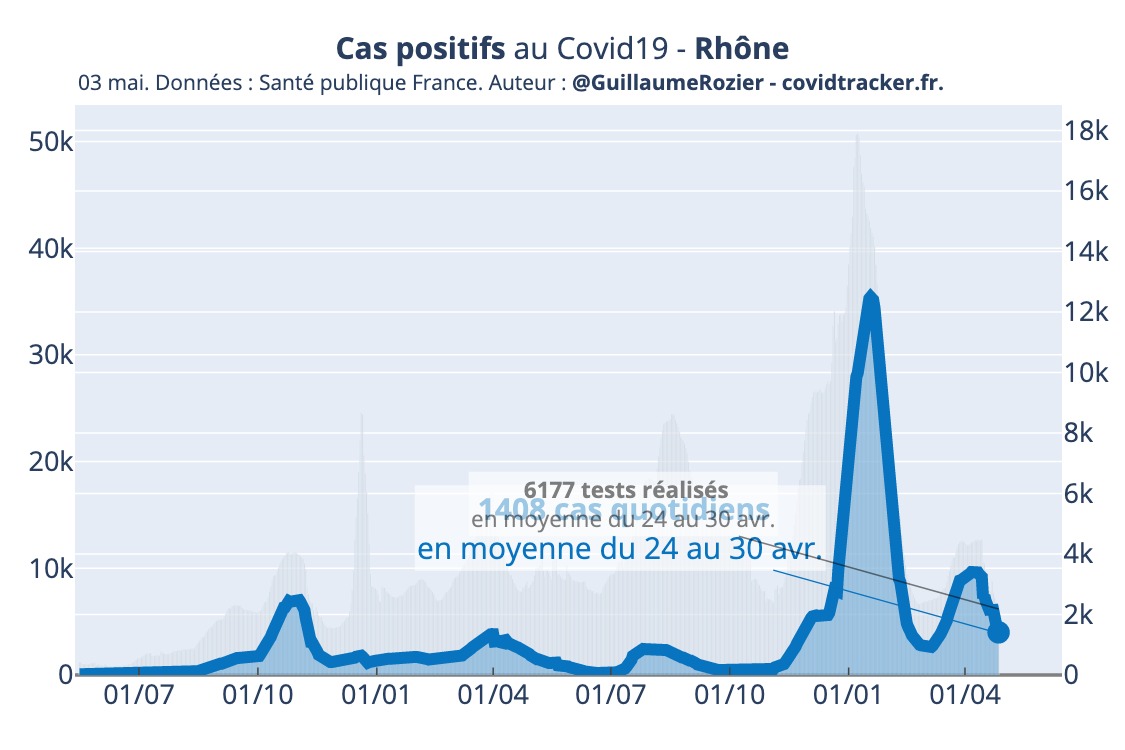 Cas positifs au Covid19 - Rhône
03 mai. Données : Santé publique France. Auteur : @GuillaumeRozier - covidtracker.fr.
50k
40k
30k
20k
10k
0
18k
16k
14k
12k
10k
8k
6k
4k
2k
0
6177 tests réalisés
en moyenne du 24 au 30 avr.
1408 cas quotidiens
en moyenne du 24 au 30 avr.
01/07
01/10
01/01
01/04
01/07
01/10
01/01
01/04